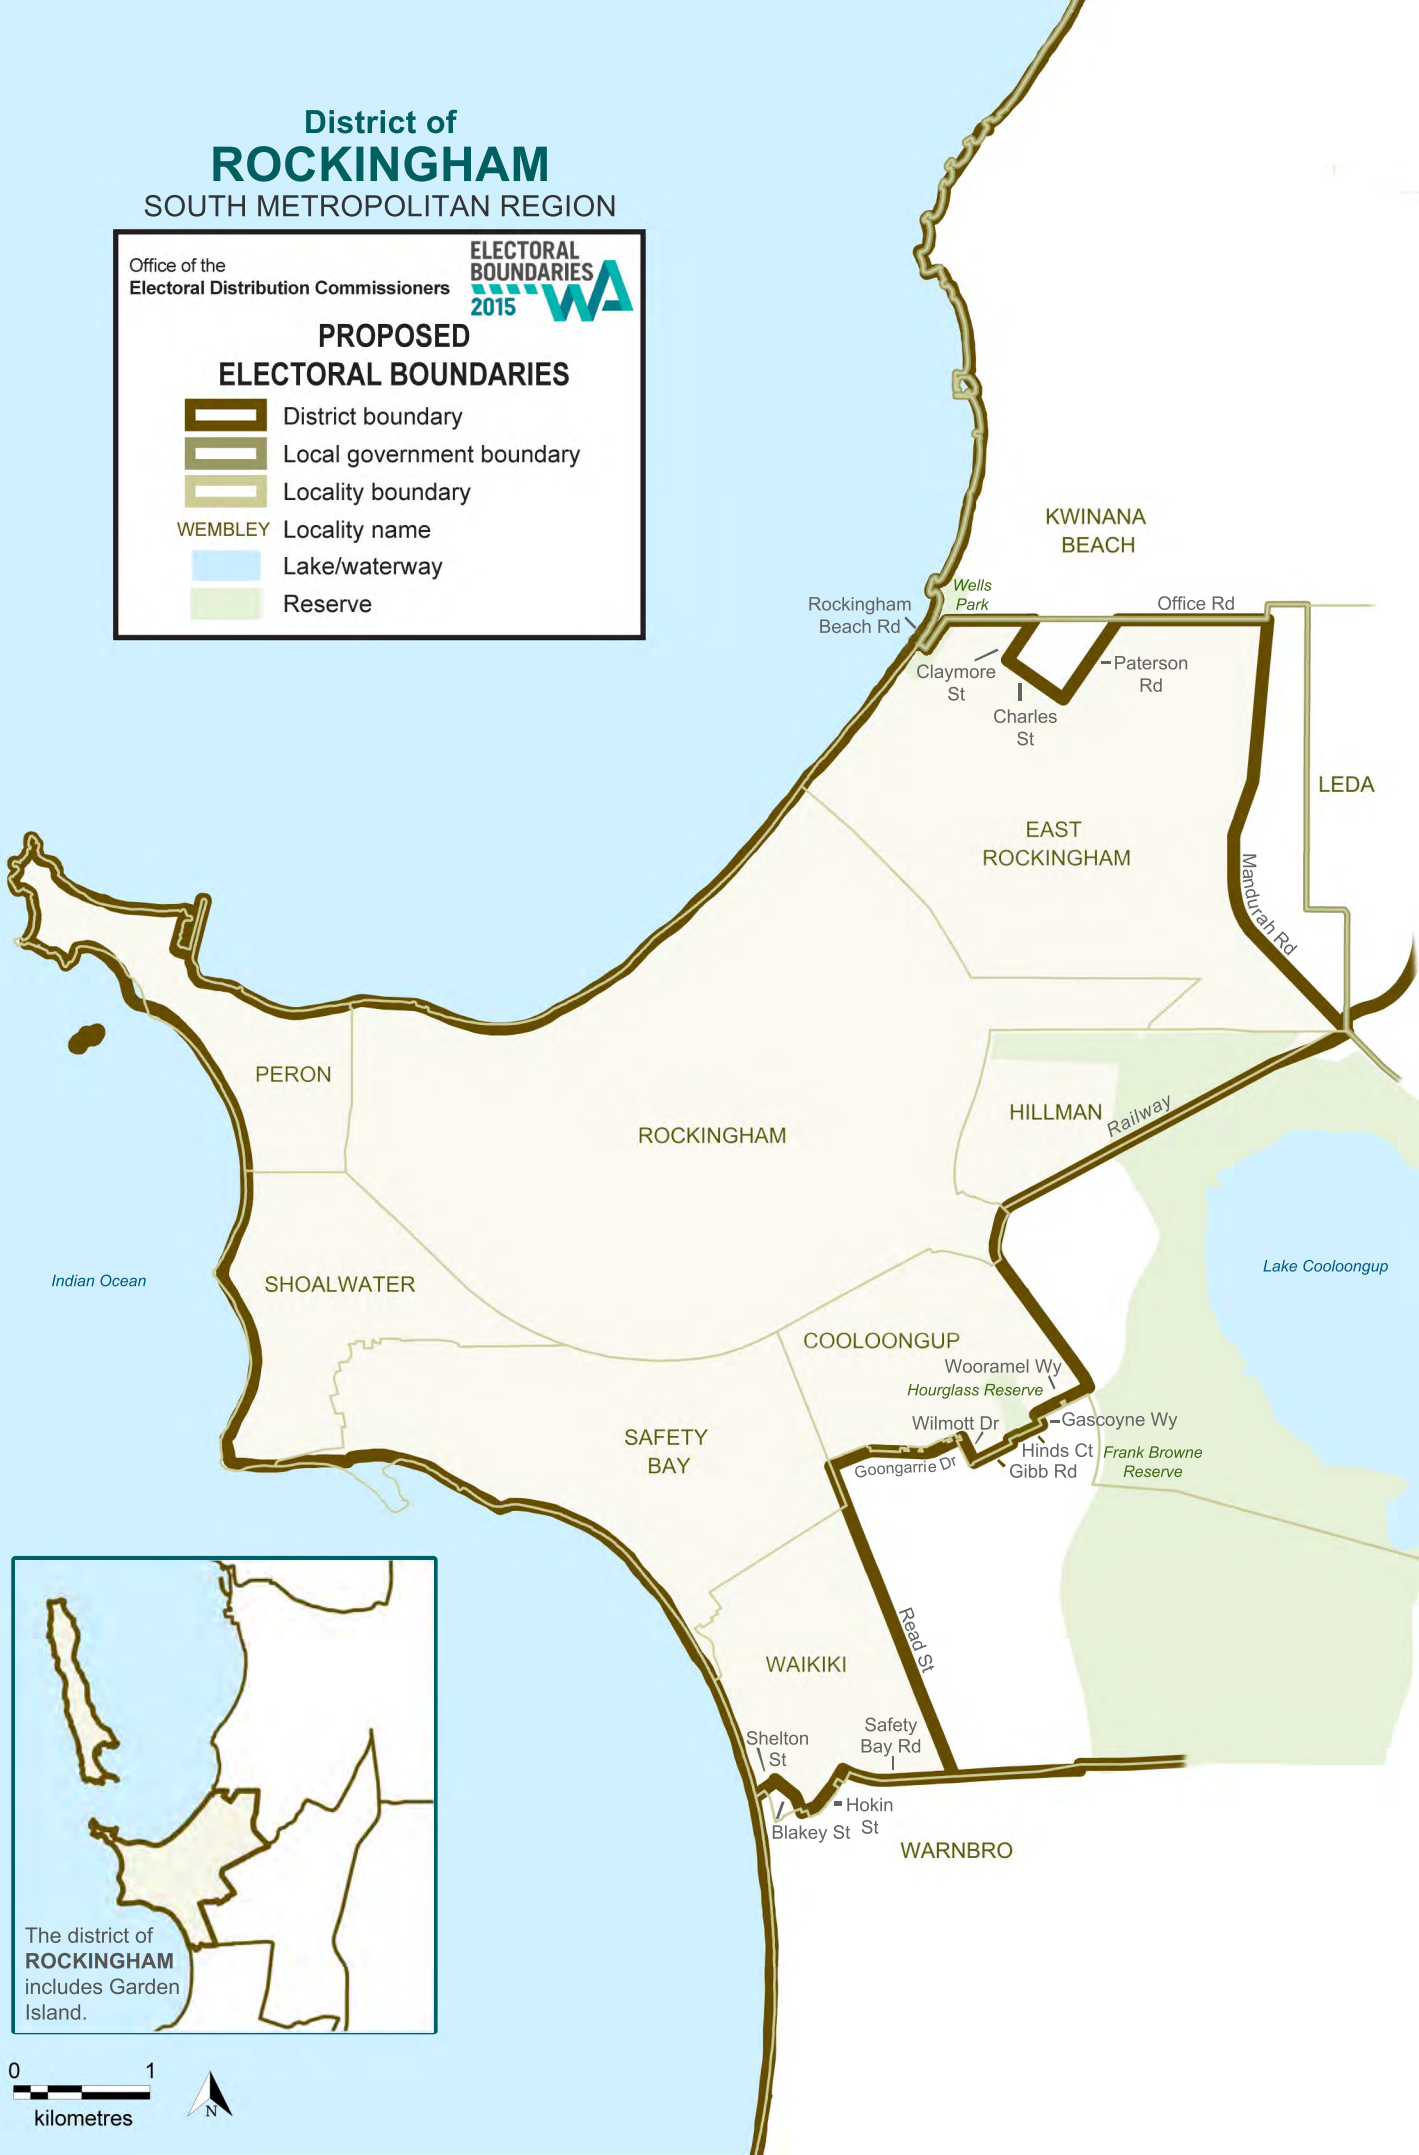 District of
ROCKINGHAM
SOUTH METROPOLITAN REGION
Office of the
Electoral Distribution Commissioners
ELECTORAL
BOUNDARIES
2015 WA
PROPOSED
ELECTORAL BOUNDARIES
District boundary
Local government boundary
Locality boundary
WEMBLEY Locality name
Lake/waterway
Reserve
KWINANA
BEACH
Wells
Park
Rockingham
Beach Rd
Office Rd
Claymore
St
Paterson
Rd
Charles
St
LEDA
EAST
ROCKINGHAM
Mandurah Rd
PERON
HILLMAN
Railway
ROCKINGHAM
Indian Ocean
SHOALWATER
Lake Cooloongup
COOLOONGUP
Wooramel Wy
Hourglass Reserve
Wilmott Dr
Gascoyne Wy
SAFETY
BAY
Hinds Ct
Gibb Rd
Frank Browne
Reserve
Goongarrie Dr
Read St
WAIKIKI
Shelton
St
Safety
Bay Rd
Hokin
St
Blakey St
WARNBRO
The district of
ROCKINGHAM
includes Garden
Island.
0 1
kilometres
N